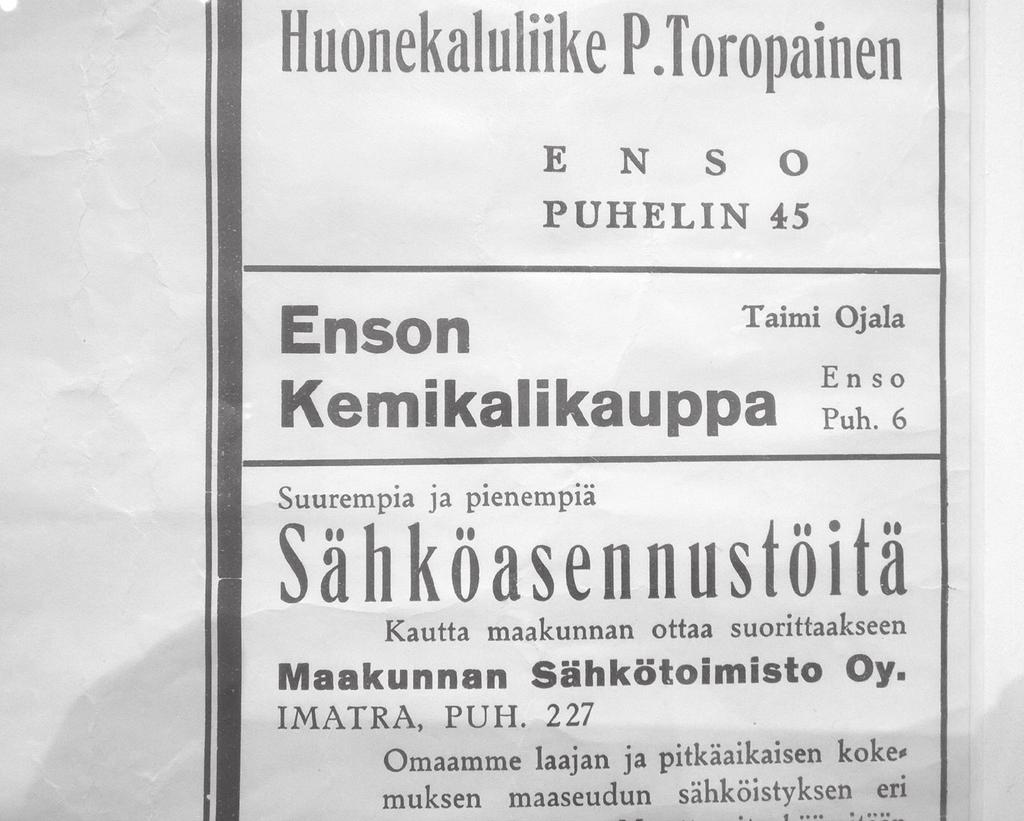 Huonekaluliike P. Toropainen
ENSO
PUHELIN 45
Enson
Kemikalikauppa
Taimi Ojala
Enso
Puh. 6
Suurempia ja pienempiä
Sähköasennustöitä
Kautta maakunnan ottaa suorittaakseen
Maakunnan Sähkötoimisto Oy.
IMATRA, PUH. 227
Omaamme laajan ja pitkäaikaisen koke-
muksen maaseudun sähköistyksen eri